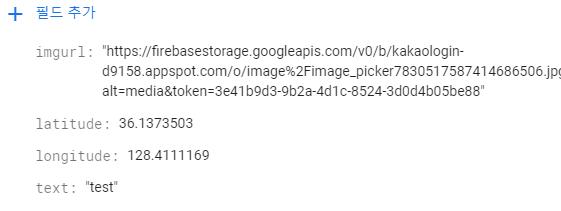 + 필드 추가
imgurl: "https://firebasestorage.googleapis.com/v0/b/kakaologin-
d9158.appspot.com/o/image%2Fimage_picker7830517587414686506.jpg
alt=media&token=3e41b9d3-9b2a-4d1c-8524-3d0d4b05be88"
latitude: 36.1373503
longitude: 128.4111169
text: "test"